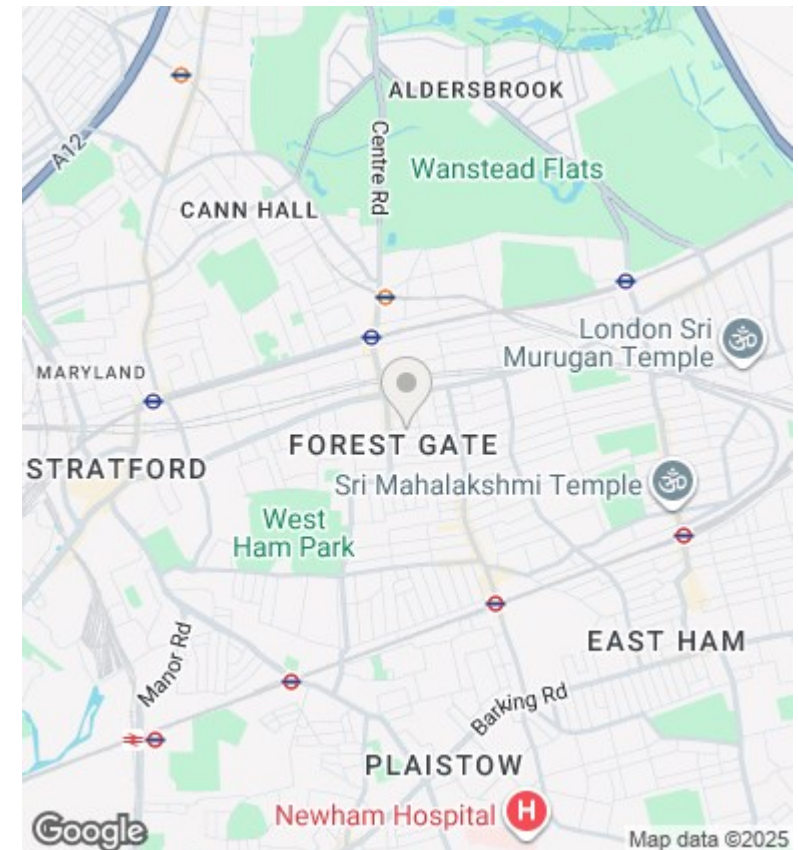 ALDERSBROOK
A12
Centre Rd
Wanstead Flats
CANN HALL
London Sri
Murugan Temple
MARYLAND
FOREST GATE
STRATFORD
Sri Mahalakshmi Temple
West
Ham Park
EAST HAM
Manor Rd
Barking Rd
PLAISTOW
Newham Hospital
H
Google
Map data ©2025